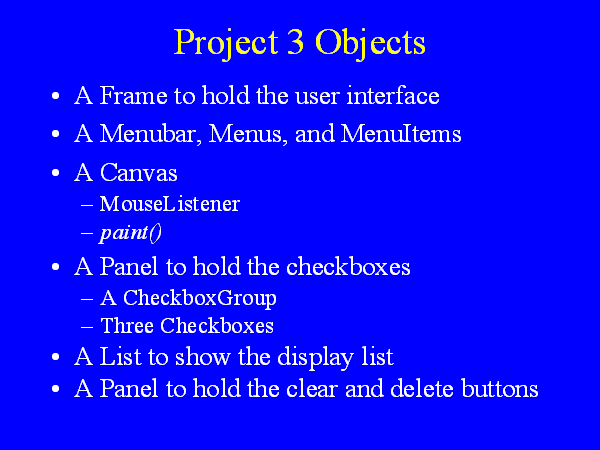 Project 3 Objects
• A Frame to hold the user interface
• A Menubar, Menus, and MenuItems
• A Canvas
– MouseListener
– paint()
• A Panel to hold the checkboxes
– A CheckboxGroup
– Three Checkboxes
• A List to show the display list
• A Panel to hold the clear and delete buttons